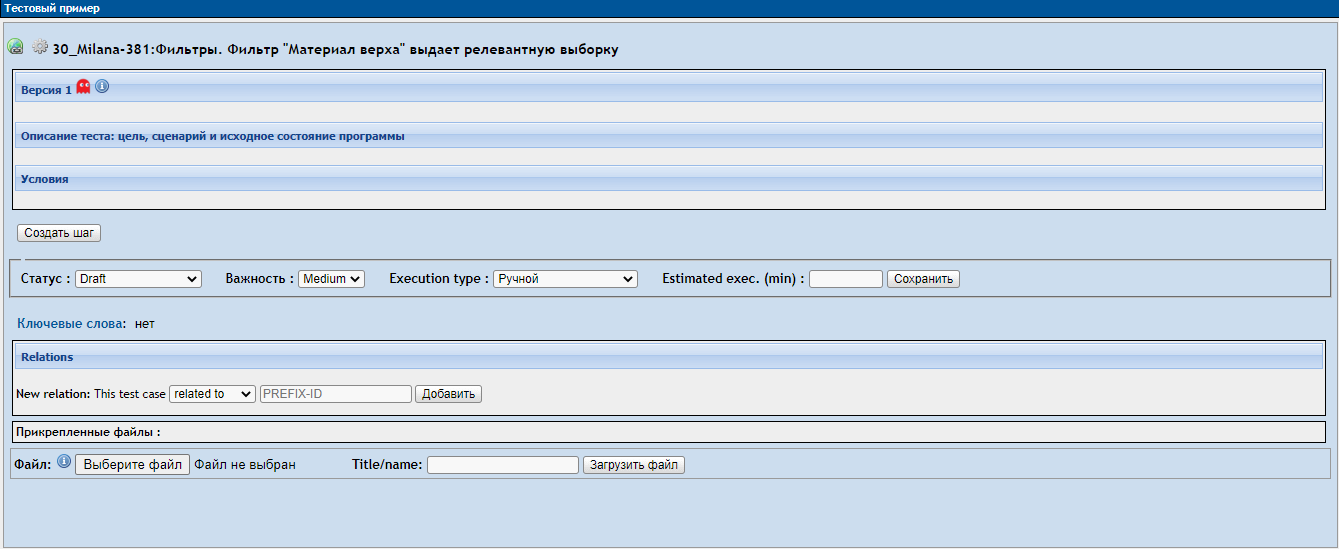 Тестовый пример
30_Milana-381:Фильтры. Фильтр "Материал верха" выдает релевантную выборку
Версия 1
Описание теста: цель, сценарий и исходное состояние программы
Условия
Создать шаг
Статус : Draft Важность : Medium Execution type : Ручной Estimated exec. (min) : Сохранить
Ключевые слова: нет
Relations
New relation: This test case related to PREFIX-ID Добавить
Прикрепленные файлы :
Файл: Выберите файл Файл не выбран Title/name: Загрузить файл